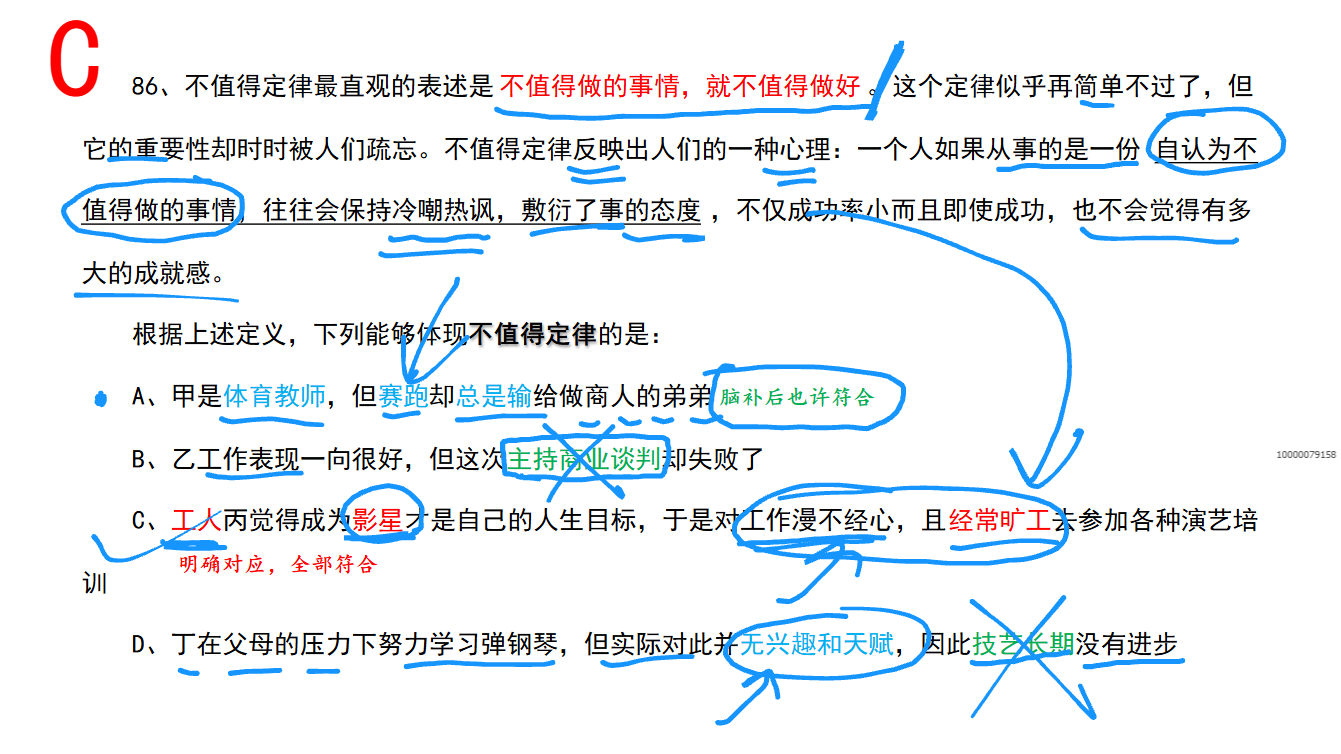 C
86、不值得定律最直观的表述是 不值得做的事情，就不值得做好 。这个定律似乎再简单不过了，但
它的重要性却时时被人们疏忘。不值得定律反映出人们的一种心理：一个人如果从事的是一份 自认为不
值得做的事情，往往会保持冷嘲热讽，敷衍了事的态度 ，不仅成功率小而且即使成功，也不会觉得有多
大的成就感。
根据上述定义，下列能够体现不值得定律的是：
A、甲是体育教师，但赛跑却总是输给做商人的弟弟 脑补后也许符合
B、乙工作表现一向很好，但这次主持商业谈判却失败了
10000079158
C、工人丙觉得成为影星才是自己的人生目标，于是对工作漫不经心，且经常旷工去参加各种演艺培
明确对应，全部符合
训
D、丁在父母的压力下努力学习弹钢琴，但实际对此并无兴趣和天赋，因此技艺长期没有进步